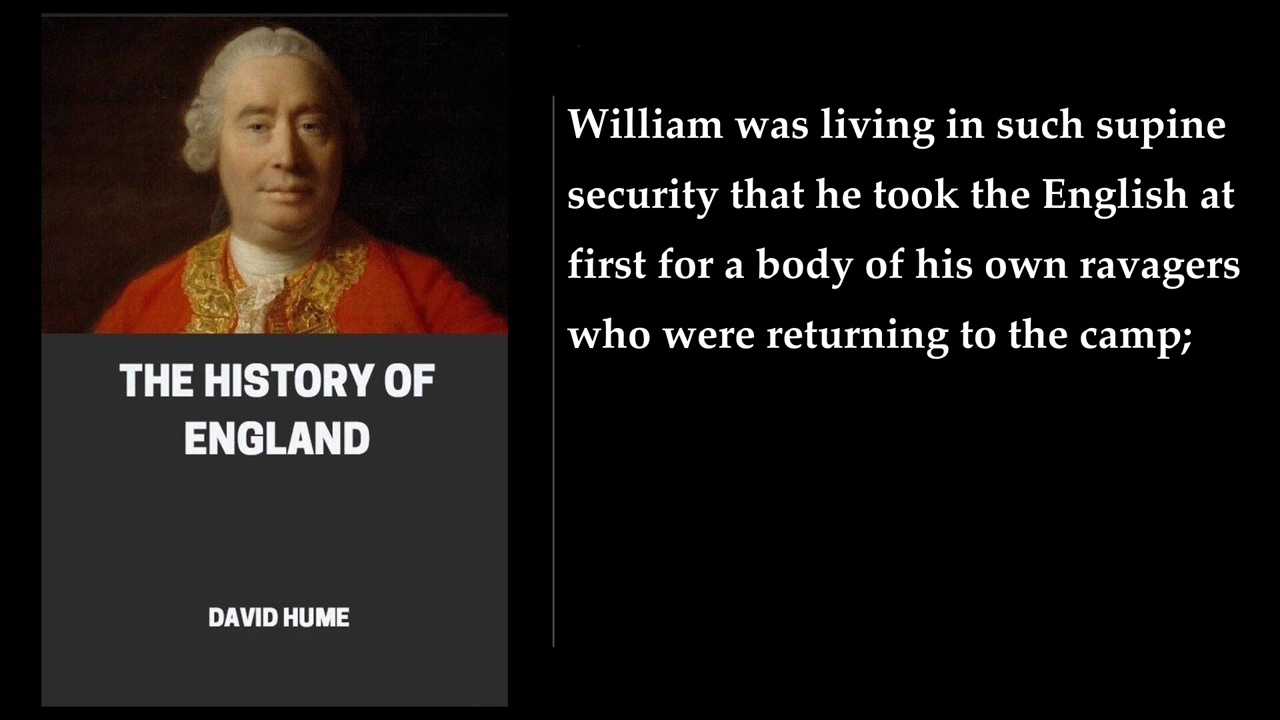 THE HISTORY OF
ENGLAND
DAVID HUME
William was living in such supine
security that he took the English at
first for a body of his own ravagers
who were returning to the camp;